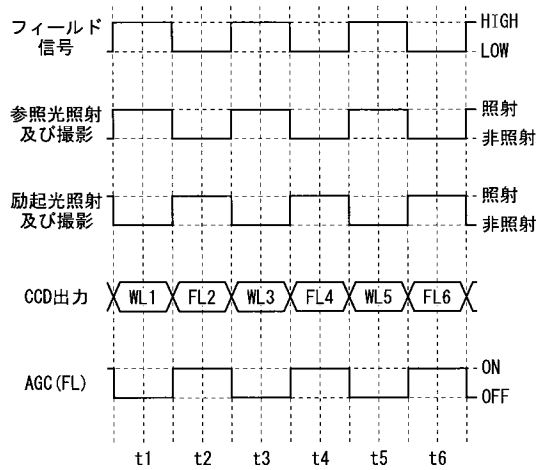 フィールド
信号
HIGH
LOW
参照光照射
及び撮影
照射
非照射
励起光照射
及び撮影
照射
非照射
CCD出力
WL1
FL2
WL3
FL4
WL5
FL6
AGC(FL)
ON
OFF
t1
t2
t3
t4
t5
t6